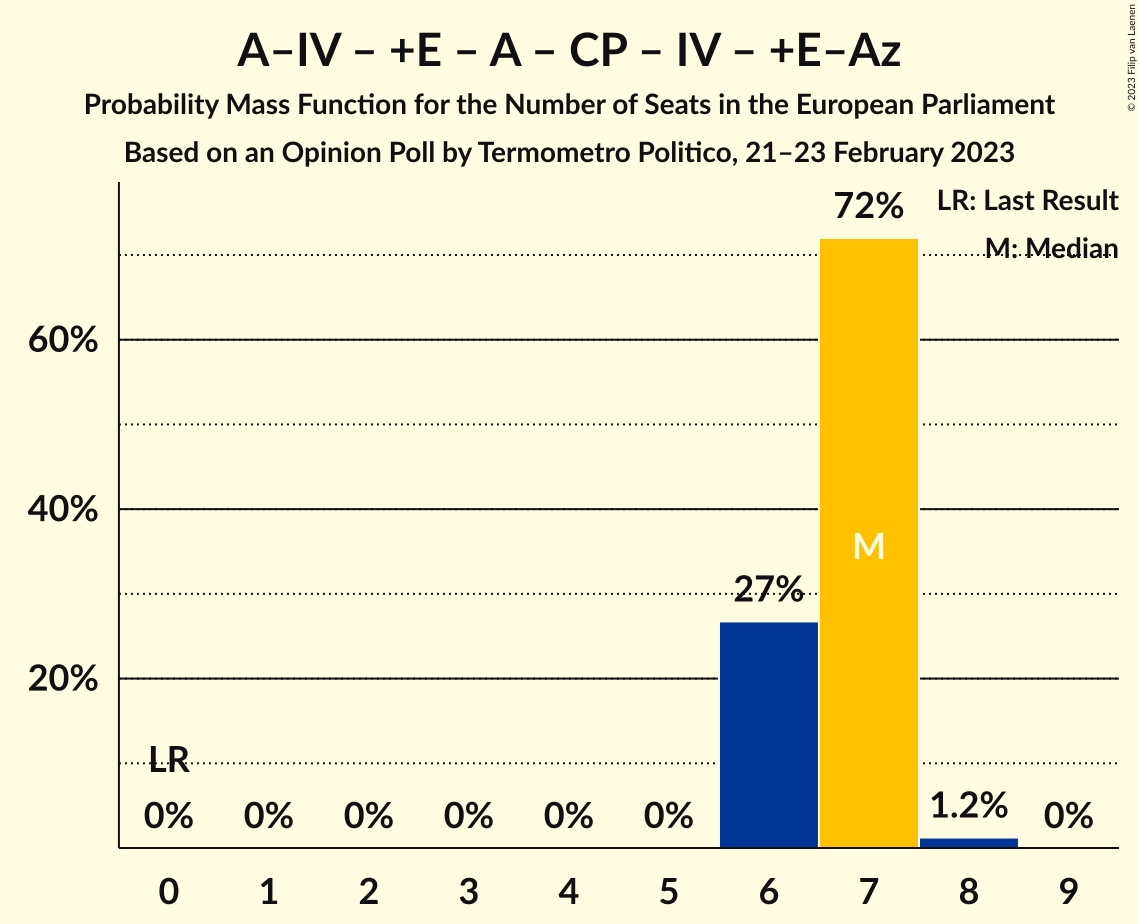 A–IV – +E – A – CP – IV – +E–Az
Probability Mass Function for the Number of Seats in the European Parliament
Based on an Opinion Poll by Termometro Politico, 21–23 February 2023
© 2023 Filip van Laenen
LR: Last Result
M: Median
72%
60%
40%
M
27%
20%
LR
0% 0% 0% 0% 0% 0% 1.2% 0%
0 1 2 3 4 5 6 7 8 9